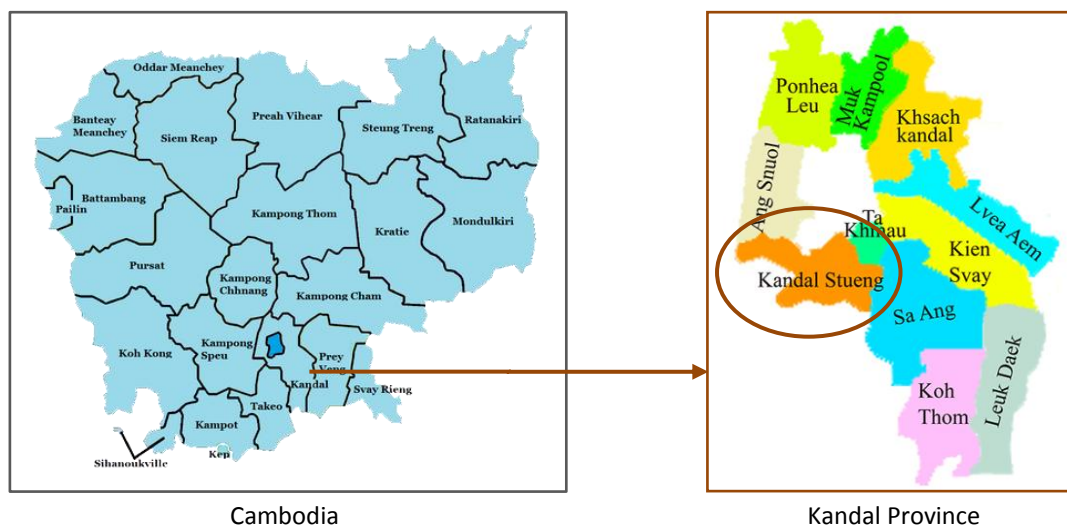 Oddar Meanchey
Banteay
Meanchey
Siem Reap
Preah Vihear
Steung Treng
Ratanakiri
Battambang
Pailin
Kampong Thom
Kratie
Mondulkiri
Pursat
Kampong
Chhnang
Kampong Cham
Koh Kong
Kampong
Speu
Prey
Veng
Kandal
Svay Rieng
Takeo
Kampot
Kep
Sihanoukville
Cambodia
Ponhea
Leu
Muk
Kampool
Khsach
kandal
Ang Snuol
Lvea Aem
Ta
Khmau
Kien
Svay
Kandal Stueng
Sa Ang
Koh
Thom
Leuk Daek
Kandal Province